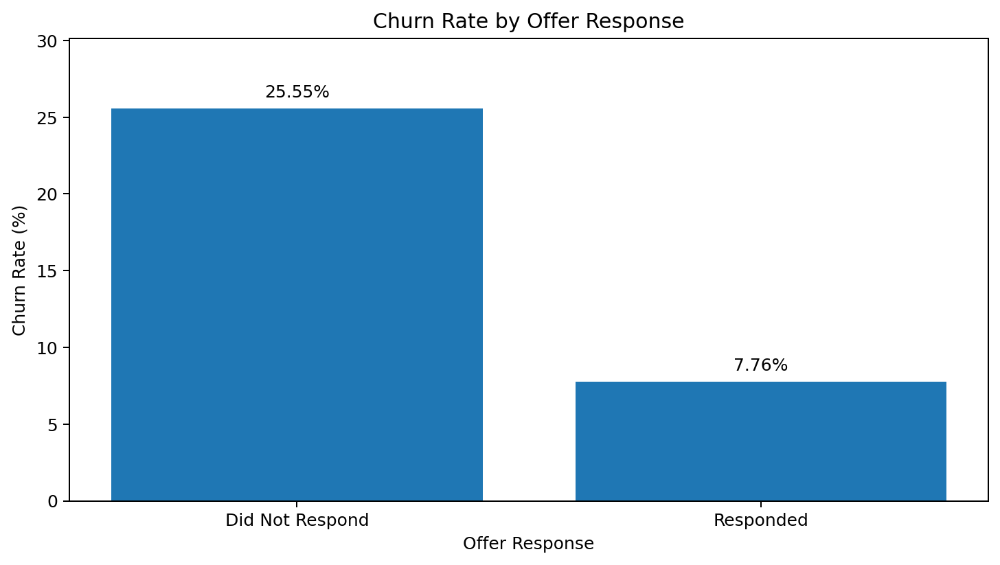 Churn Rate by Offer Response
30
25
20
15
10
5
0
Churn Rate (%)
25.55%
7.76%
Did Not Respond
Responded
Offer Response